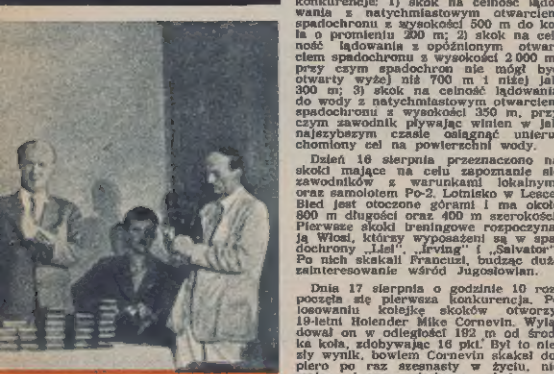 konkurencje: 1) skok na celność lądo
wania z natychmiastowym otwarciem
spadochronu z wysokości 500 m do ko
la o promieniu 200 m; 2) skok na cel
ność lądowania z opóźnionym otwar
ciem spadochronu z wysokości 2 000 m
przy czym spadochron nie mógł być
otwarty wyżej niż 700 m i niżej jak
300 m; 3) skok na celność lądowania
do wody z natychmiastowym otwarciem
spadochronu z wysokości 350 m, przy
czym zawodnik pływając winien w jak
najszybszym czasie osiągnąć unieru
chomiony cel na powierzchni wody.
Dzień 16 sierpnia przeznaczono na
skoki mające na celu zapoznanie się
zawodników z warunkami lokalnymi
oraz samolotem Po-2. Lotnisko w Lesce
Bled jest otoczone górami i ma około
800 m długości oraz 400 m szerokości.
Pierwsze skoki treningowe rozpoczyna
ją Włosi, którzy wyposażeni są w spa
dochrony „Lisi", „Irving" i „Salvator".
Po nich skakali Francuzi, budząc duże
zainteresowanie wśród Jugosłowian.
Dnia 17 sierpnia o godzinie 10 roz
poczęła się pierwsza konkurencja. Po
losowaniu kolejkę skoków otworzył
19-letni Holender Mike Cornevin. Wylą
dował on w odległości 192 m od środ
ka koła, zdobywając 16 pkt. Był to nie
zły wynik, bowiem Cornevin skakał do
piero po raz szesnasty w życiu, na